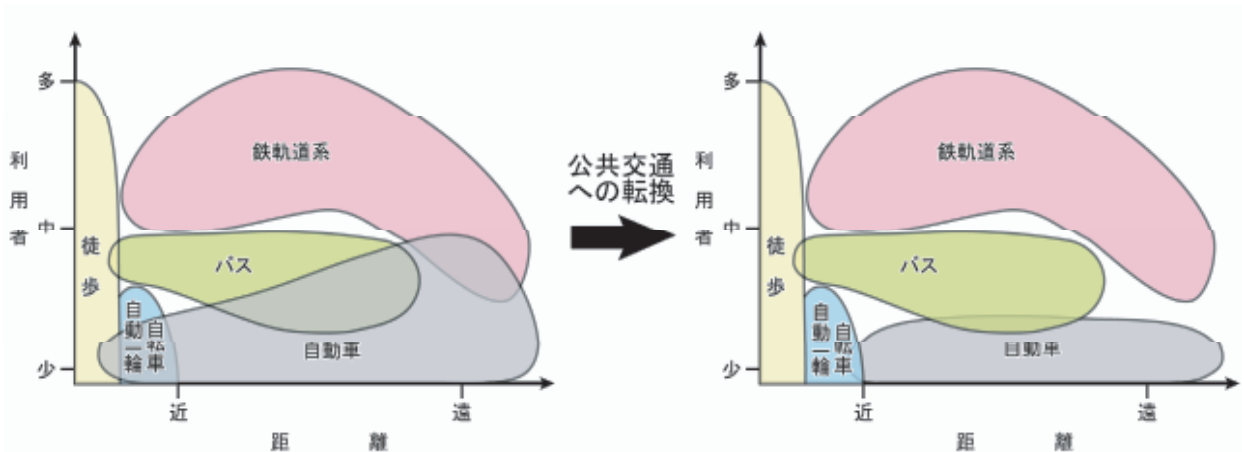 多
利用者
中
少
徒歩
鉄軌道系
バス
自動二輪
自転車
自動車
近
遠
距離
公共交通
への転換
多
利用者
中
少
徒歩
鉄軌道系
バス
自動二輪
自転車
自動車
近
遠
距離